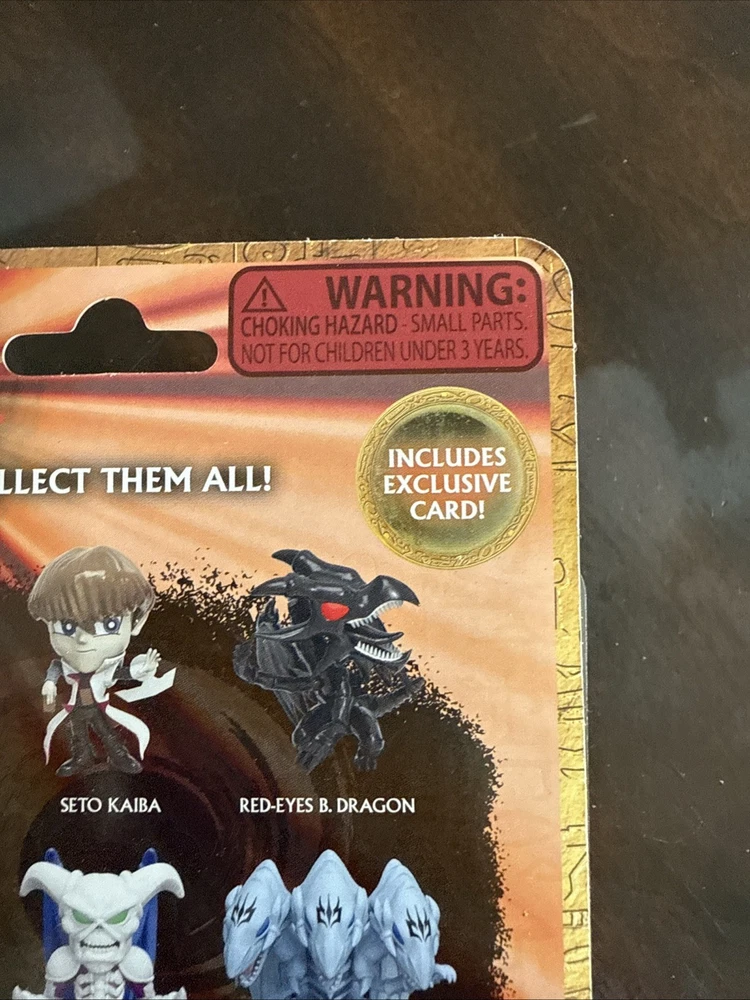 WARNING:
CHOKING HAZARD - SMALL PARTS.
NOT FOR CHILDREN UNDER 3 YEARS.
INCLUDES
EXCLUSIVE
CARD!
LLECT THEM ALL!
SETO KAIBA
RED-EYES B. DRAGON